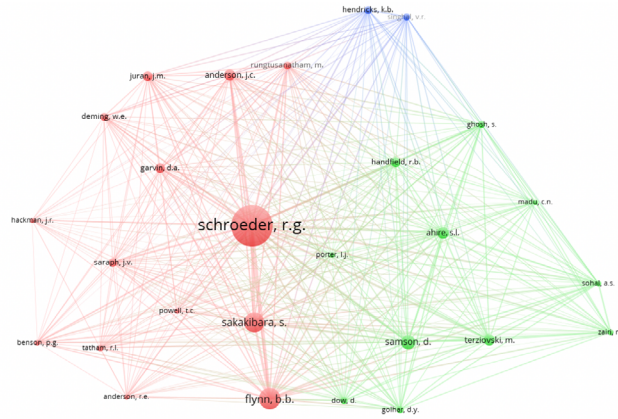 hendricks, k.b.
singhal, v.r.
rungtusanatham, m.
juran, j.m.
anderson, j.c.
deming, w.e.
ghosh, s.
handfield, r.b.
garvin, d.a.
madu, c.n.
hackman, j.r.
schroeder, r.g.
ahire, s.l.
porter, l.j.
saraph, j.v.
sohal, a.s.
powell, t.c.
sakakibara, s.
zairi, m
benson, p.g.
tatham, r.l.
samson, d.
terziovski, m.
anderson, r.e.
flynn, b.b.
dow, d.
golhar, d.y.